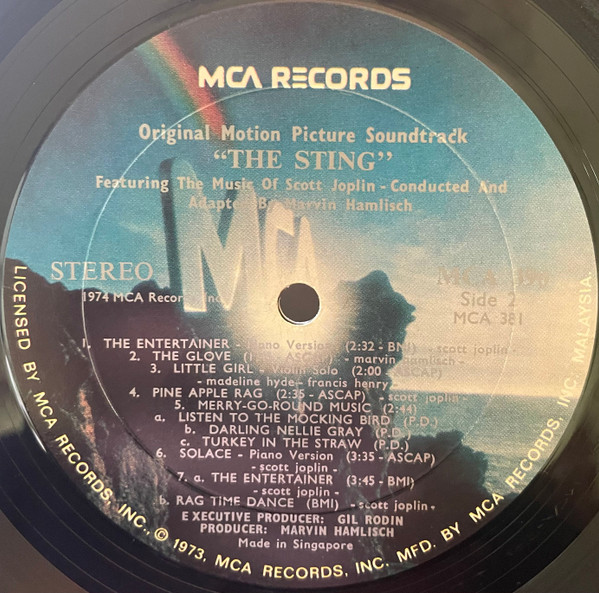 MCA RECORDS
Original Motion Picture Soundtrack
“THE STING”
Featuring The Music Of Scott Joplin - Conducted And
Adapted By Marvin Hamlisch
MCA
STEREO
MCA
1974 MCA Records, Inc.
Side 2
MCA 381
1. THE ENTERTAINER - Piano Version (2:32 - BMI) - scott joplin -
2. THE GLOVE ASCAP) - marvin hamlisch -
3. LITTLE GIRL - Violin Solo (2:00 - ASCAP)
- madeline hyde - francis henry -
4. PINE APPLE RAG (2:35 - ASCAP) - scott joplin -
5. MERRY-GO-ROUND MUSIC (2:44)
a. LISTEN TO THE MOCKING BIRD (P.D.)
b. DARLING NELLIE GRAY (P.D.)
c. TURKEY IN THE STRAW (P.D.)
6. SOLACE - Piano Version (3:35 - ASCAP)
- scott joplin -
7. a. THE ENTERTAINER (3:45 - BMI)
- scott joplin -
b. RAG TIME DANCE (BMI) - scott joplin -
EXECUTIVE PRODUCER: GIL RODIN
PRODUCER: MARVIN HAMLISCH
Made in Singapore
LICENSED BY MCA RECORDS, INC., © 1973, MCA RECORDS, INC. MFD. BY MCA RECORDS, INC. MALAYSIA.